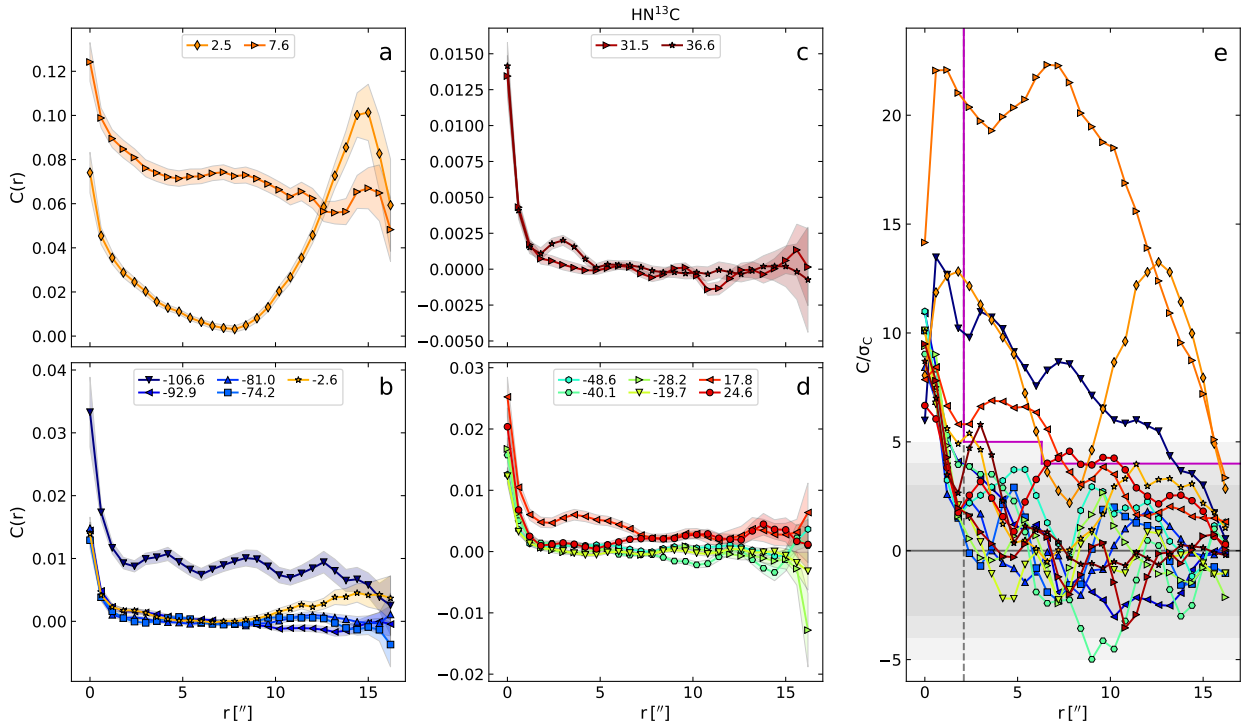 HN¹³C
a
2.5 7.6
C(r)
0.12
0.10
0.08
0.06
0.04
0.02
0.00
c
31.5 36.6
0.0150
0.0125
0.0100
0.0075
0.0050
0.0025
0.0000
−0.0025
−0.0050
b
-106.6 -81.0 -2.6
-92.9 -74.2
C(r)
0.04
0.03
0.02
0.01
0.00
0 5 10 15
r ['']
d
-48.6 -28.2 17.8
-40.1 -19.7 24.6
0.03
0.02
0.01
0.00
−0.01
−0.02
0 5 10 15
r ['']
e
C/σ_C
20
15
10
5
0
−5
0 5 10 15
r ['']